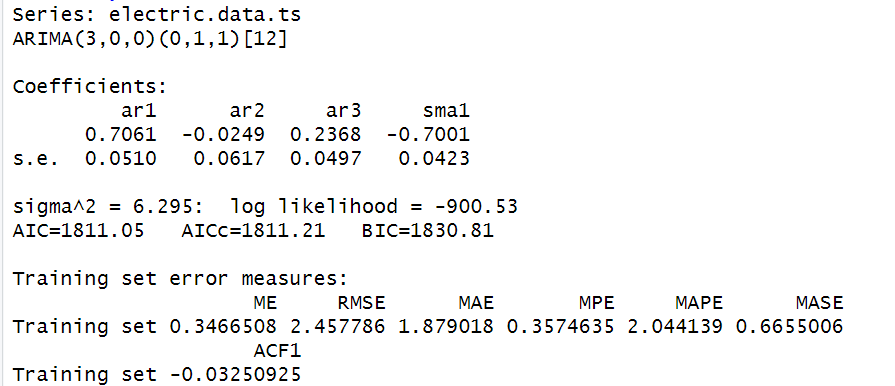 Series: electric.data.ts
ARIMA(3,0,0)(0,1,1)[12]
Coefficients:
ar1 ar2 ar3 sma1
0.7061 -0.0249 0.2368 -0.7001
s.e. 0.0510 0.0617 0.0497 0.0423
sigma^2 = 6.295: log likelihood = -900.53
AIC=1811.05 AICc=1811.21 BIC=1830.81
Training set error measures:
ME RMSE MAE MPE MAPE MASE
Training set 0.3466508 2.457786 1.879018 0.3574635 2.044139 0.6655006
ACF1
Training set -0.03250925